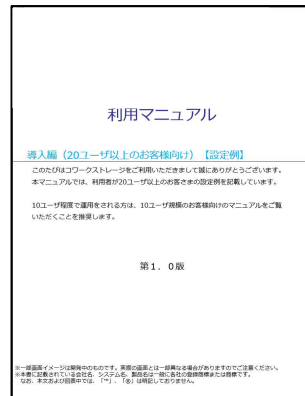 利用マニュアル
導入編（20ユーザ以上のお客様向け）【設定例】
このたびはコワークストレージをご利用いただきまして誠にありがとうございます。
本マニュアルでは、利用者が20ユーザ以上のお客さまの設定例を記載しています。
10ユーザ程度で運用をされる方は、10ユーザ規模のお客様向けのマニュアルをご覧
いただくことを推奨します。
第１．０版
※一部画面イメージは開発中のものです。実際の画面とは一部異なる場合がありますのでご注意ください。
※本書に記載されている会社名、システム名、製品名は一般に各社の登録商標または商標です。
なお、本文および図表中では、「™」、「®」は明記しておりません。